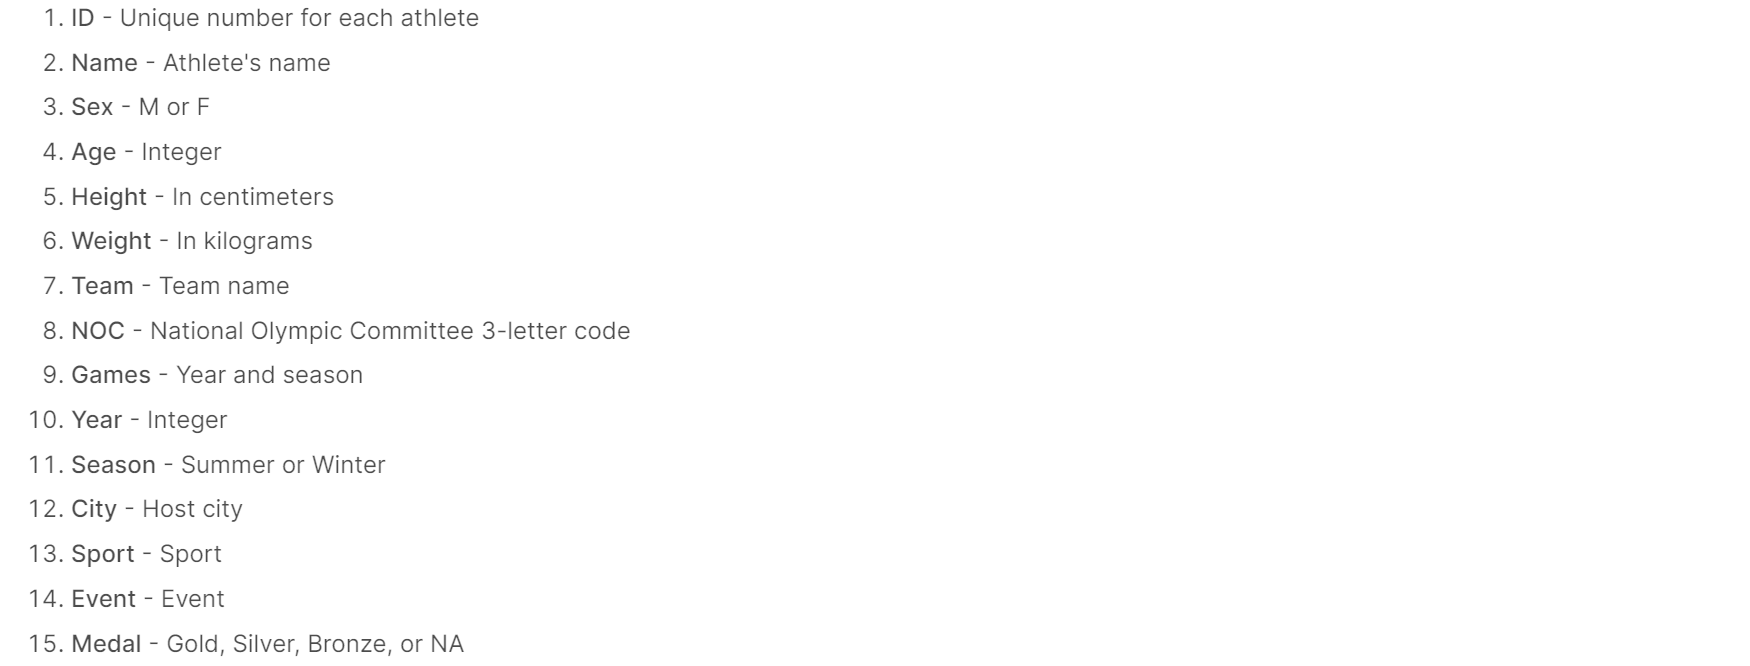 1. ID - Unique number for each athlete
2. Name - Athlete's name
3. Sex - M or F
4. Age - Integer
5. Height - In centimeters
6. Weight - In kilograms
7. Team - Team name
8. NOC - National Olympic Committee 3-letter code
9. Games - Year and season
10. Year - Integer
11. Season - Summer or Winter
12. City - Host city
13. Sport - Sport
14. Event - Event
15. Medal - Gold, Silver, Bronze, or NA